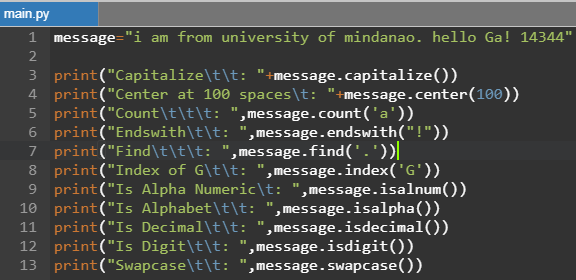 main.py
1 message="i am from university of mindanao. hello Ga! 14344"
2
3 print("Capitalize\t\t: "+message.capitalize())
4 print("Center at 100 spaces\t: "+message.center(100))
5 print("Count\t\t\t: ",message.count('a'))
6 print("Endswith\t\t: ",message.endswith("!"))
7 print("Find\t\t\t: ",message.find('.'))
8 print("Index of G\t\t: ",message.index('G'))
9 print("Is Alpha Numeric\t: ",message.isalnum())
10 print("Is Alphabet\t\t: ",message.isalpha())
11 print("Is Decimal\t\t: ",message.isdecimal())
12 print("Is Digit\t\t: ",message.isdigit())
13 print("Swapcase\t\t: ",message.swapcase())